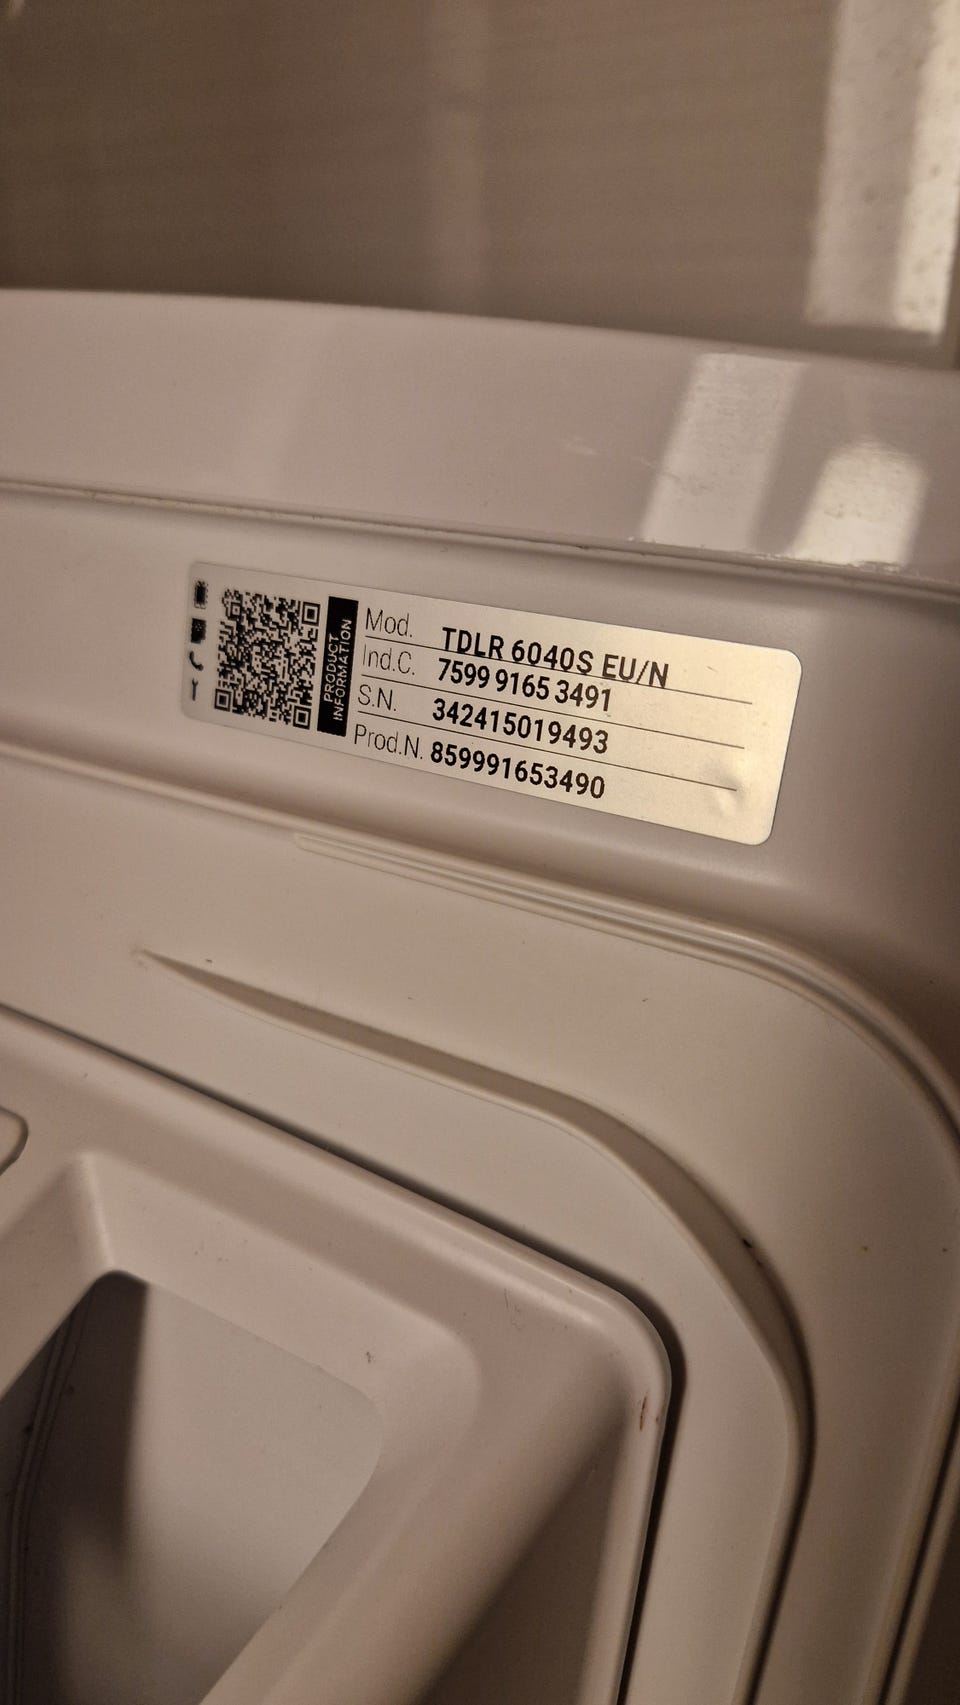 PRODUCT
INFORMATION
Mod. TDLR 6040S EU/N
Ind.C. 7599 9165 3491
S.N. 342415019493
Prod.N. 859991653490